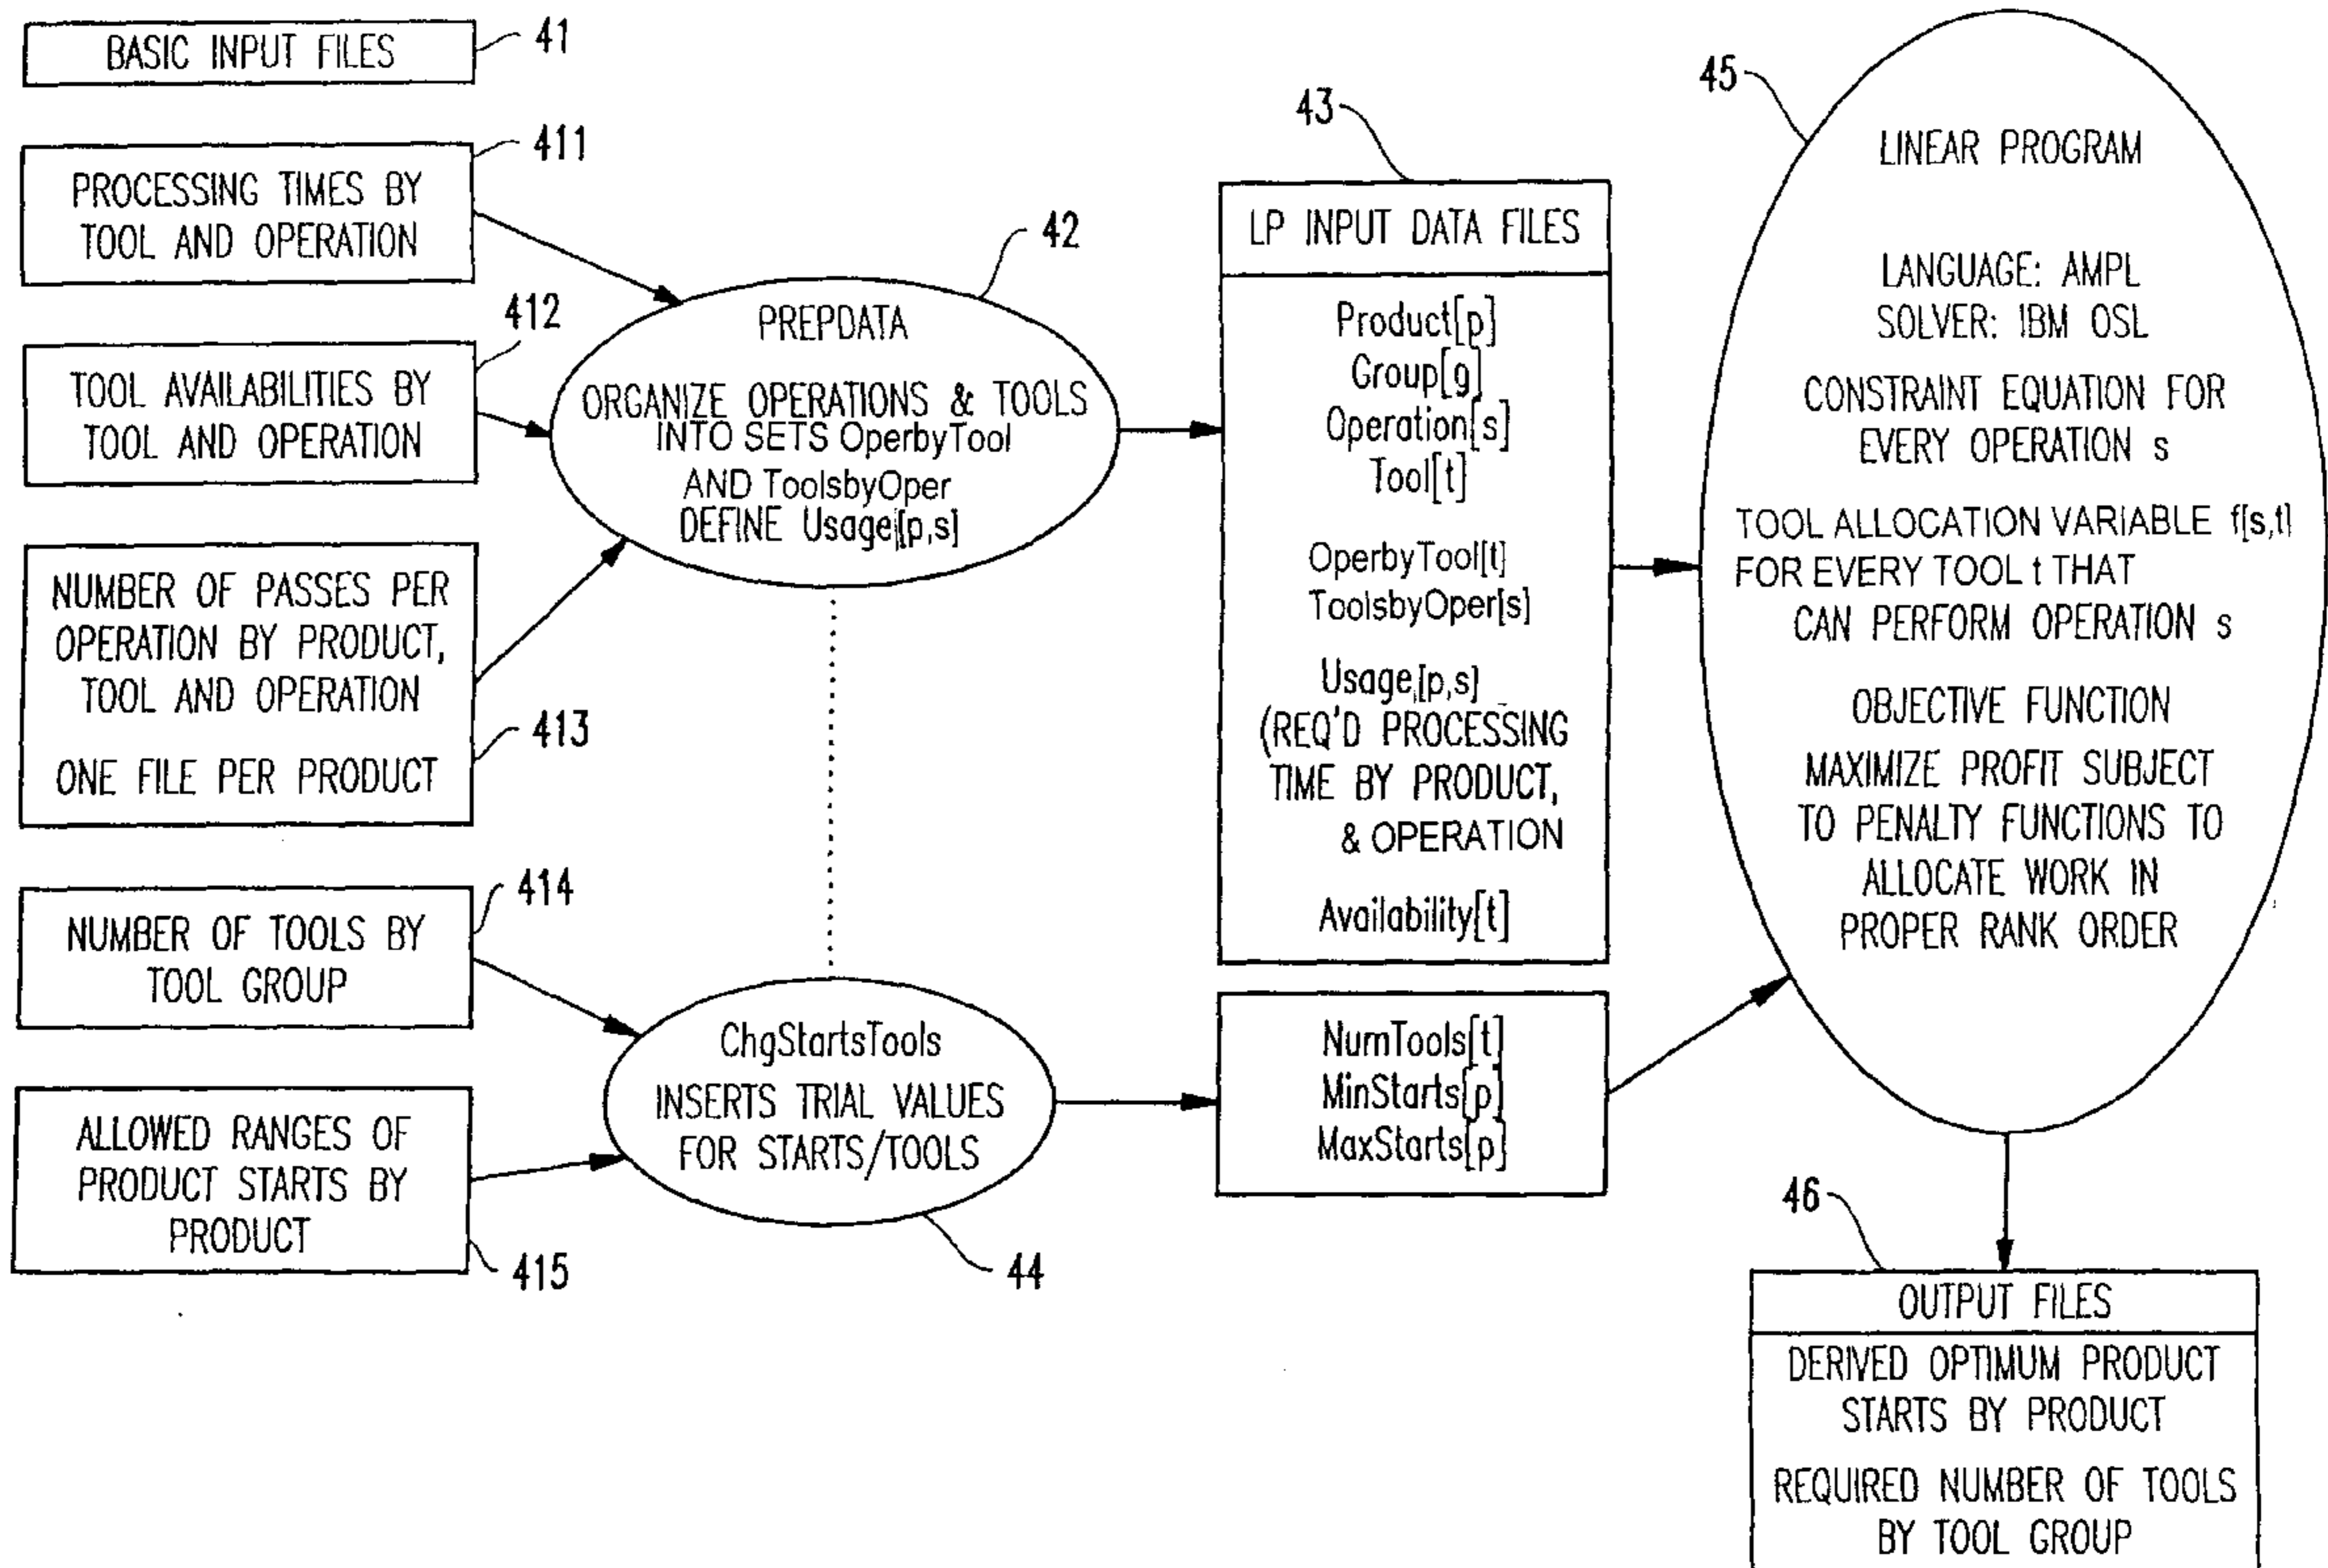 BASIC INPUT FILES
41
PROCESSING TIMES BY
TOOL AND OPERATION
411
TOOL AVAILABILITIES BY
TOOL AND OPERATION
412
NUMBER OF PASSES PER
OPERATION BY PRODUCT,
TOOL AND OPERATION
ONE FILE PER PRODUCT
413
NUMBER OF TOOLS BY
TOOL GROUP
414
ALLOWED RANGES OF
PRODUCT STARTS BY
PRODUCT
415
42
PREPDATA
ORGANIZE OPERATIONS & TOOLS
INTO SETS OperbyTool
AND ToolsbyOper
DEFINE Usage[p,s]
ChgStartsTools
INSERTS TRIAL VALUES
FOR STARTS/TOOLS
44
43
LP INPUT DATA FILES
Product[p]
Group[g]
Operation[s]
Tool[t]
OperbyTool[t]
ToolsbyOper[s]
Usage[p,s]
(REQ'D PROCESSING
TIME BY PRODUCT,
& OPERATION
Availability[t]
NumTools[t]
MinStarts[p]
MaxStarts[p]
45
LINEAR PROGRAM
LANGUAGE: AMPL
SOLVER: IBM OSL
CONSTRAINT EQUATION FOR
EVERY OPERATION s
TOOL ALLOCATION VARIABLE f[s,t]
FOR EVERY TOOL t THAT
CAN PERFORM OPERATION s
OBJECTIVE FUNCTION
MAXIMIZE PROFIT SUBJECT
TO PENALTY FUNCTIONS TO
ALLOCATE WORK IN
PROPER RANK ORDER
46
OUTPUT FILES
DERIVED OPTIMUM PRODUCT
STARTS BY PRODUCT
REQUIRED NUMBER OF TOOLS
BY TOOL GROUP